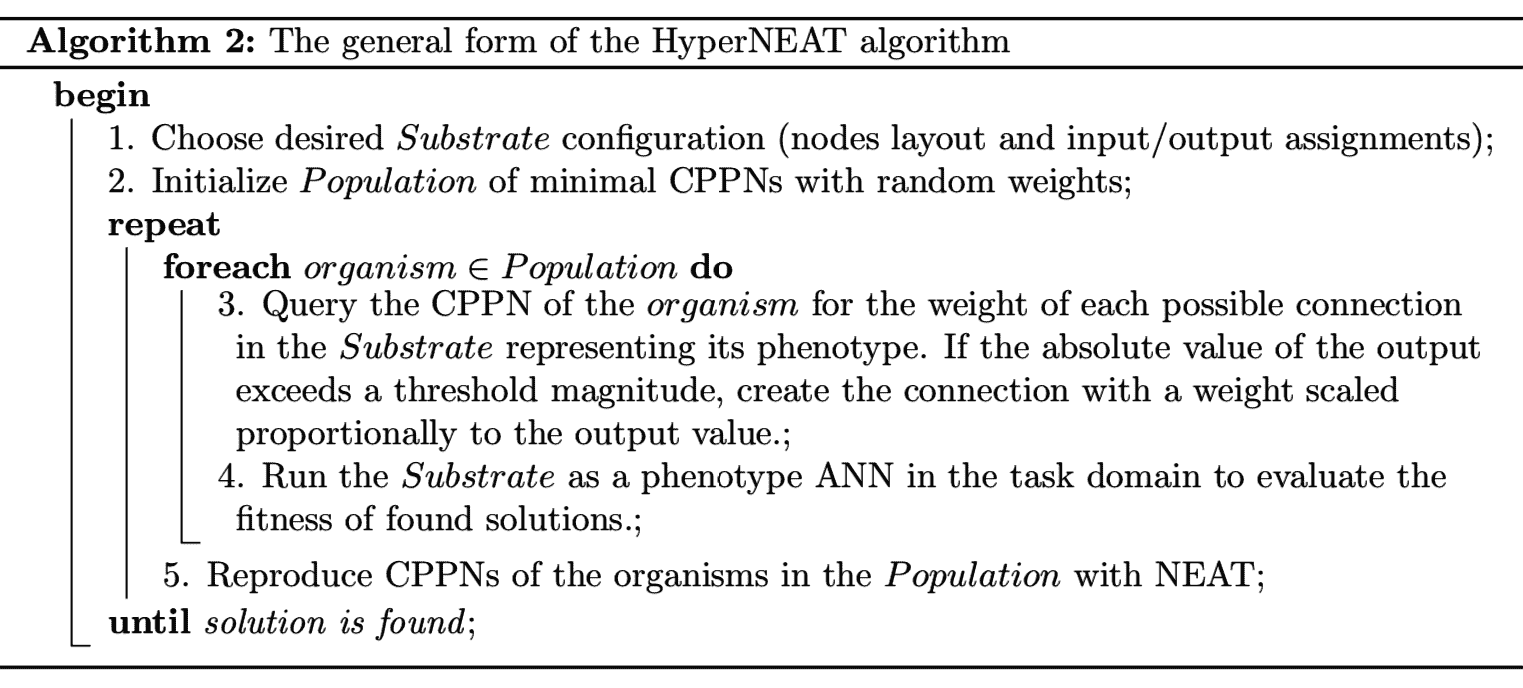 Algorithm 2: The general form of the HyperNEAT algorithm
begin
1. Choose desired Substrate configuration (nodes layout and input/output assignments);
2. Initialize Population of minimal CPPNs with random weights;
repeat
foreach organism ∈ Population do
3. Query the CPPN of the organism for the weight of each possible connection
in the Substrate representing its phenotype. If the absolute value of the output
exceeds a threshold magnitude, create the connection with a weight scaled
proportionally to the output value.;
4. Run the Substrate as a phenotype ANN in the task domain to evaluate the
fitness of found solutions.;
5. Reproduce CPPNs of the organisms in the Population with NEAT;
until solution is found;